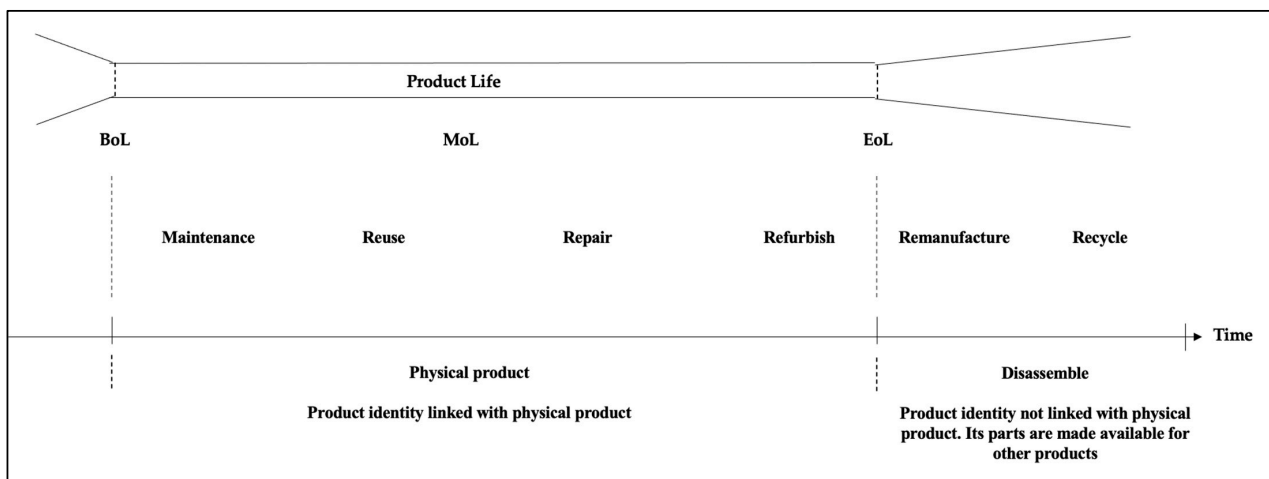 Product Life
BoL MoL EoL
Maintenance Reuse Repair Refurbish Remanufacture Recycle
Time
Physical product Disassemble
Product identity linked with physical product
Product identity not linked with physical
product. Its parts are made available for
other products